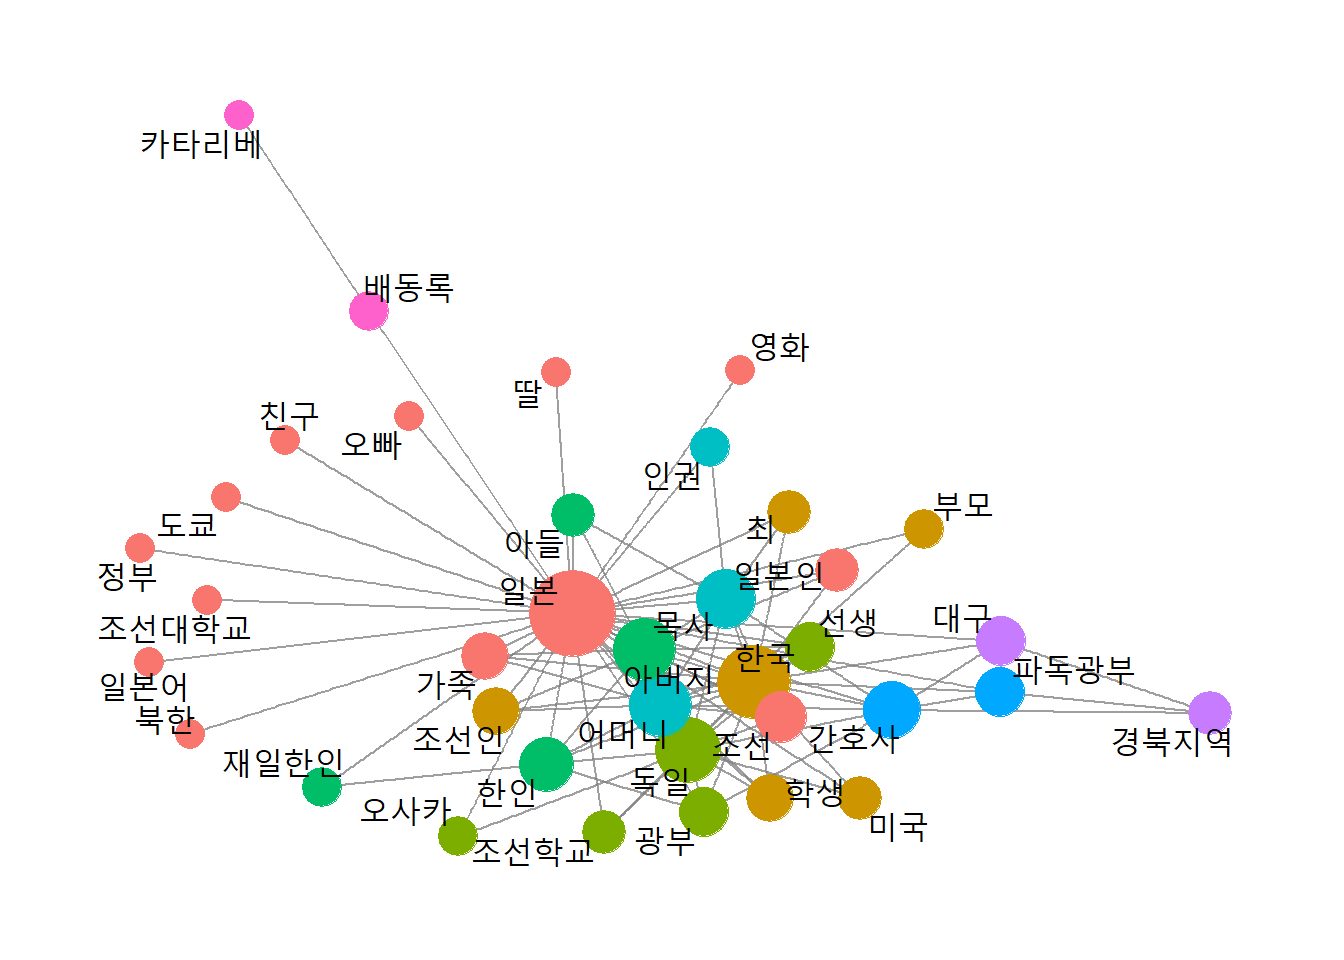 카타리베
배동록
영화
딸
친구
오빠
인권
부모
도쿄
최
아들
정부
일본인
일본
조선대학교
목사
선생
대구
한국
파독광부
일본어
가족
아버지
북한
조선인
어머니
조선
간호사
경북지역
재일한인
독일
한인
학생
오사카
미국
조선학교
광부